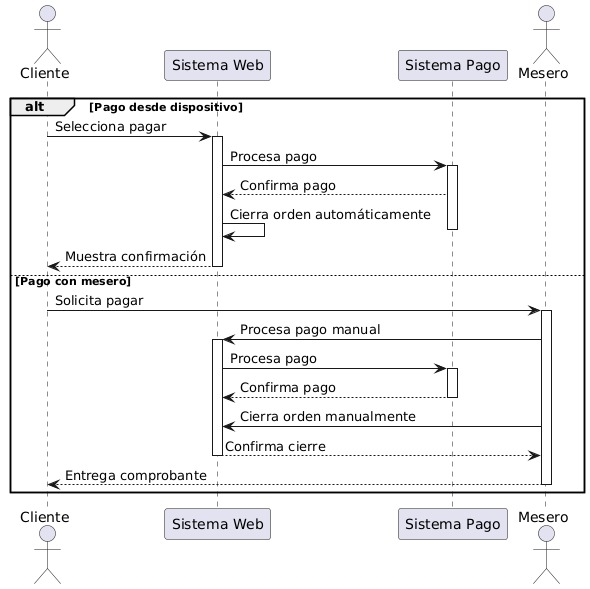 Cliente
Sistema Web
Sistema Pago
Mesero
alt [Pago desde dispositivo]
Selecciona pagar
Procesa pago
Confirma pago
Cierra orden automáticamente
Muestra confirmación
[Pago con mesero]
Solicita pagar
Procesa pago manual
Procesa pago
Confirma pago
Cierra orden manualmente
Confirma cierre
Entrega comprobante
Cliente
Sistema Web
Sistema Pago
Mesero